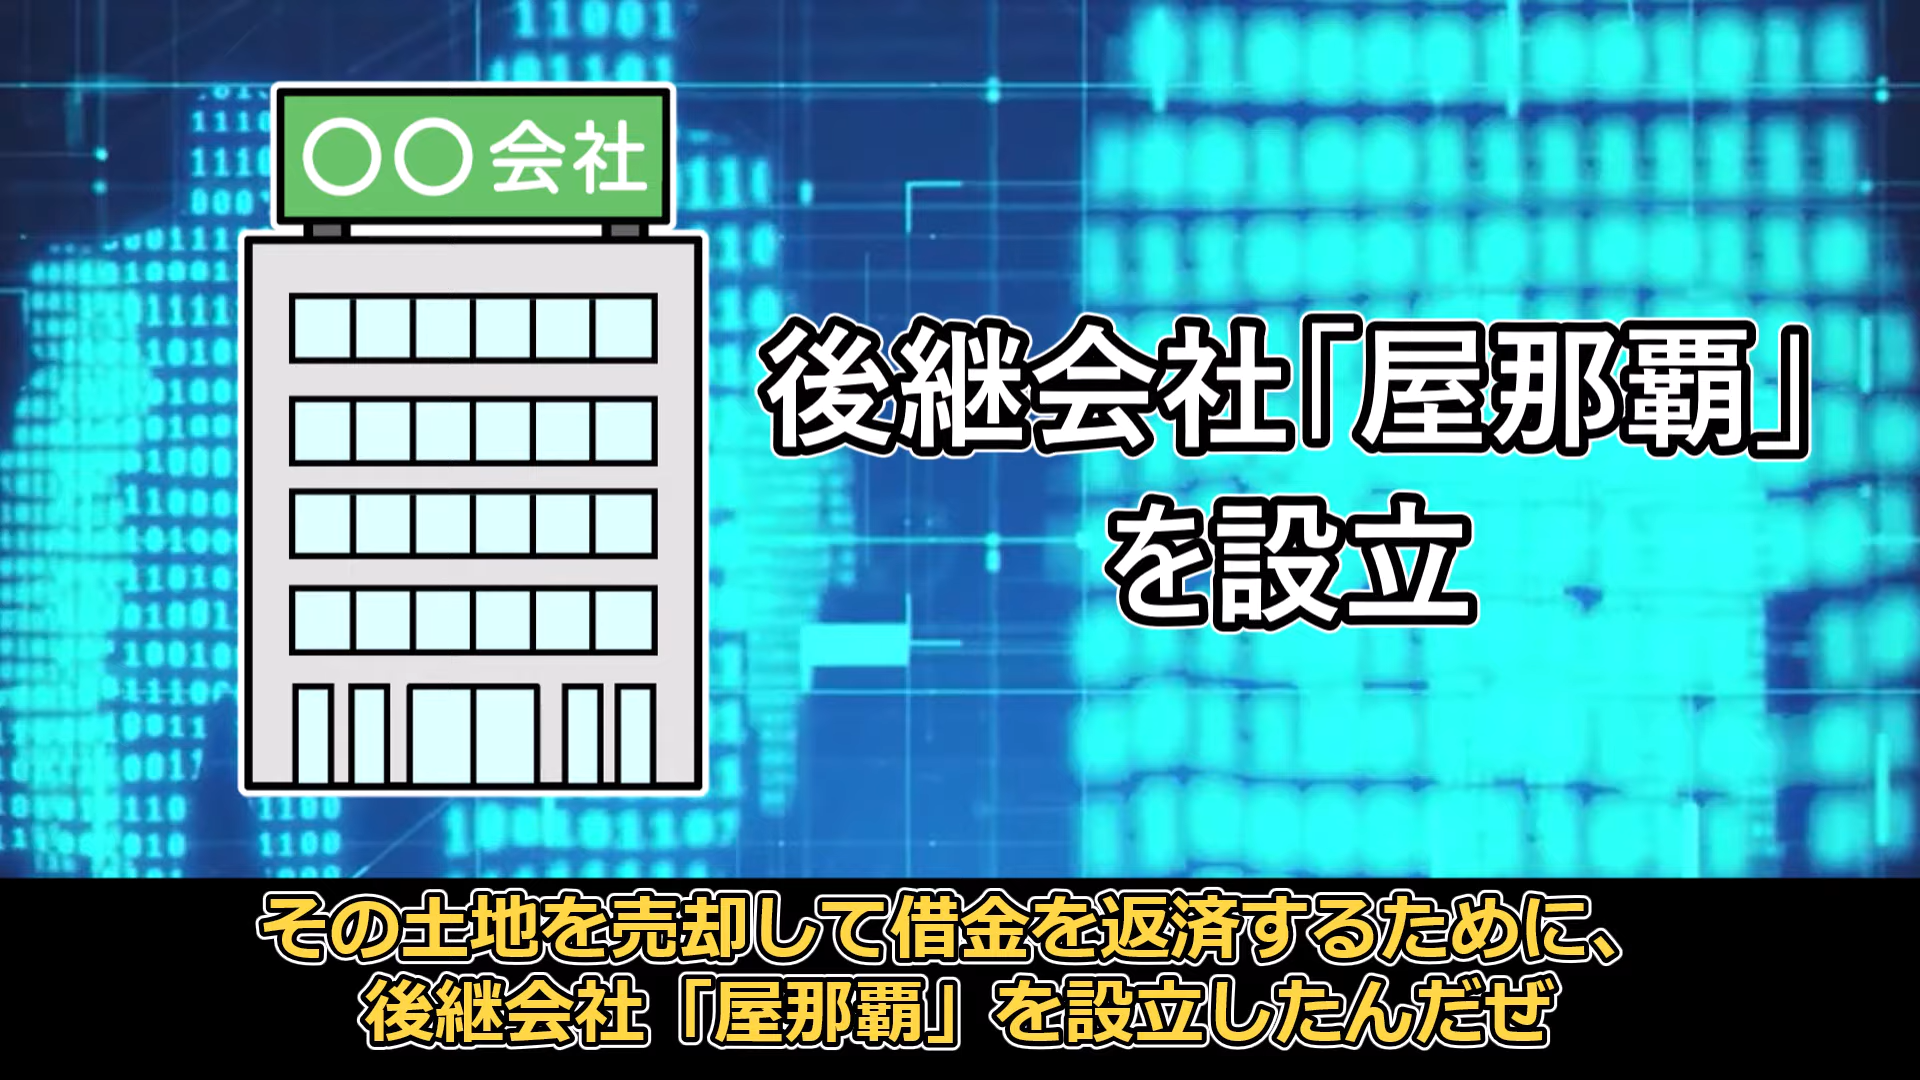 〇〇会社
後継会社「屋那覇」
を設立
その土地を売却して借金を返済するために、
後継会社「屋那覇」を設立したんだぜ